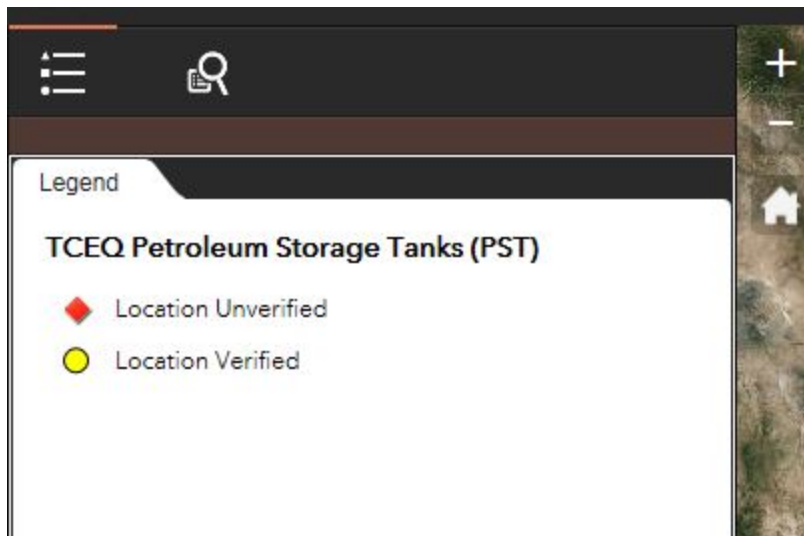 Legend
TCEQ Petroleum Storage Tanks (PST)
Location Unverified
Location Verified